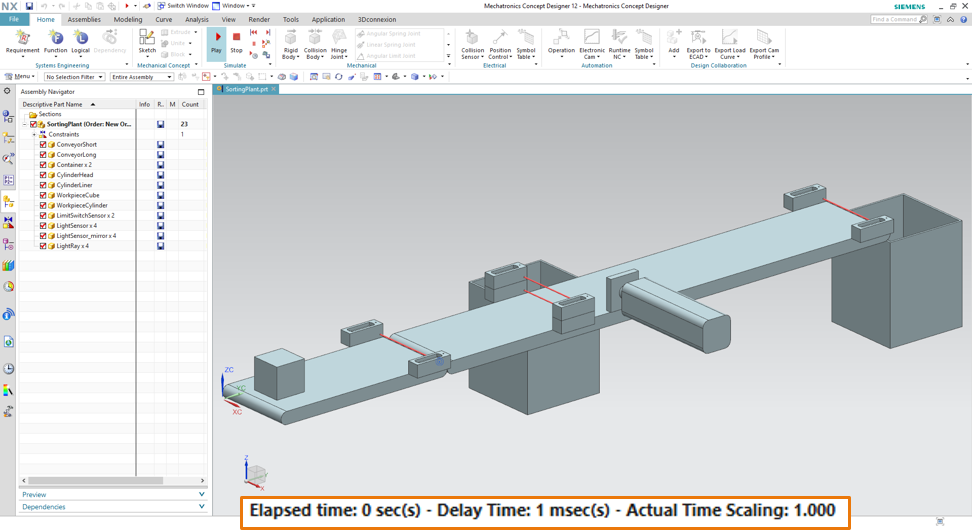 NX
Switch Window
Window
Mechatronics Concept Designer 12 - Mechatronics Concept Designer
SIEMENS
File
Home
Assemblies
Modeling
Curve
Analysis
View
Render
Tools
Application
3Dconnexion
Find a Command
Requirement
Function
Logical
Dependency
Systems Engineering
Sketch
Extrude
Unite
Block
Mechanical Concept
Play
Stop
Simulate
Rigid Body
Collision Body
Hinge Joint
Angular Spring Joint
Linear Spring Joint
Angular Limit Joint
Mechanical
Collision Sensor
Position Control
Symbol Table
Electrical
Operation
Electronic Cam
Runtime NC
Symbol Table
Automation
Add
Export to ECAD
Export Load Curve
Export Cam Profile
Design Collaboration
Menu
No Selection Filter
Entire Assembly
Assembly Navigator
SortingPlant.prt
Descriptive Part Name
Info
R..
M
Count
Sections
SortingPlant (Order: New Or...
23
Constraints
1
ConveyorShort
ConveyorLong
Container x 2
CylinderHead
CylinderLiner
WorkpieceCube
WorkpieceCylinder
LimitSwitchSensor x 2
LightSensor x 4
LightSensor_mirror x 4
LightRay x 4
ZC
YC
XC
Z
X
Preview
Dependencies
Elapsed time: 0 sec(s) - Delay Time: 1 msec(s) - Actual Time Scaling: 1.000